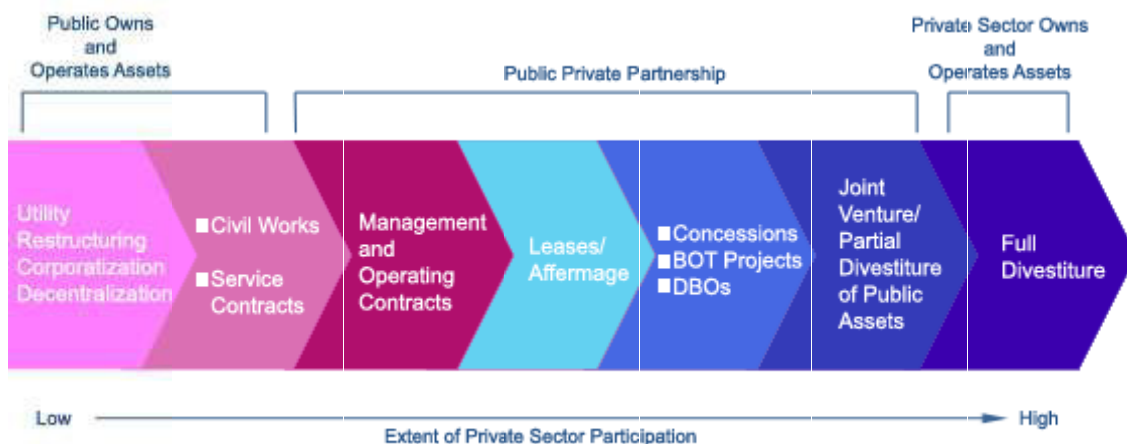 Public Owns
and
Operates Assets
Public Private Partnership
Private Sector Owns
and
Operates Assets
Utility
Restructuring
Corporatization
Decentralization
■Civil Works
■Service
Contracts
Management
and
Operating
Contracts
Leases/
Affermage
■Concessions
■BOT Projects
■DBOs
Joint
Venture/
Partial
Divestiture
of Public
Assets
Full
Divestiture
Low
High
Extent of Private Sector Participation